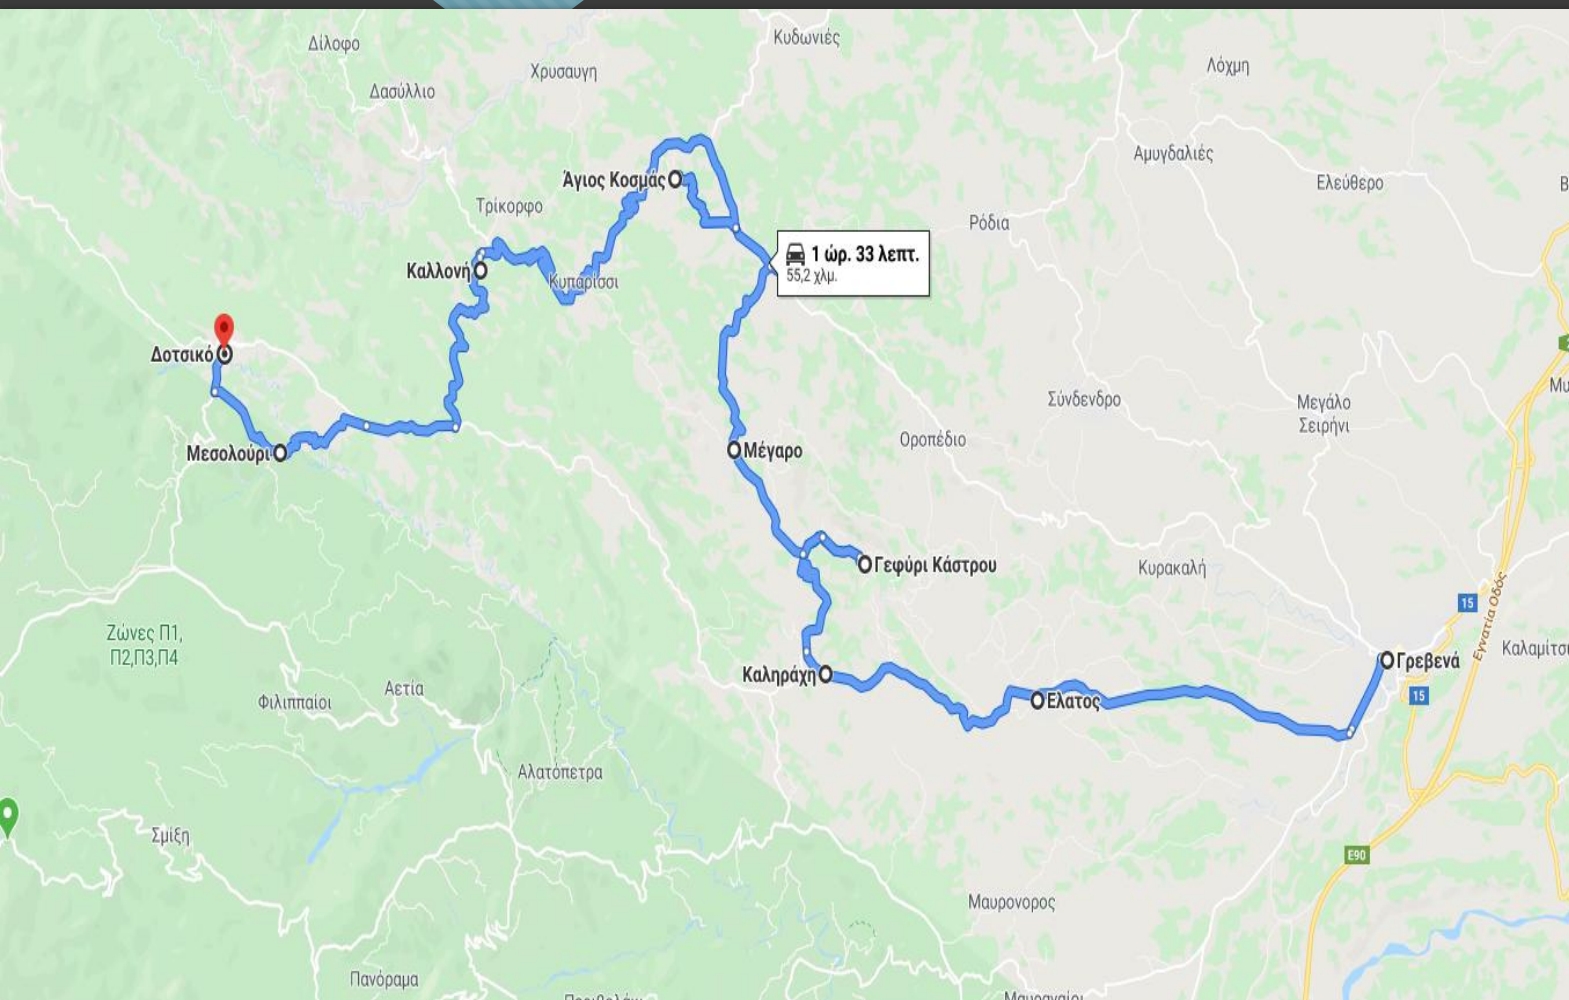 Κυδωνιές
Δίλοφο
Λόχμη
Χρυσαυγη
Δασύλλιο
Αμυγδαλιές
Άγιος Κοσμάς
Ελεύθερο
Τρίκορφο
Ρόδια
1 ώρ. 33 λεπτ.
55,2 χλμ.
Καλλονή
Κυπαρίσσι
Δοτσικό
Σύνδενδρο
Μεγάλο
Σειρήνι
Οροπέδιο
Μεσολούρι
Μέγαρο
Γεφύρι Κάστρου
Κυρακαλή
15
Εγνατία Οδός
Ζώνες Π1,
Π2,Π3,Π4
Καλαμίτσι
Γρεβενά
Καληράχη
Αετία
15
Φιλιππαίοι
Ελατος
Αλατόπετρα
Σμίξη
E90
Μαυρονορος
Πανόραμα